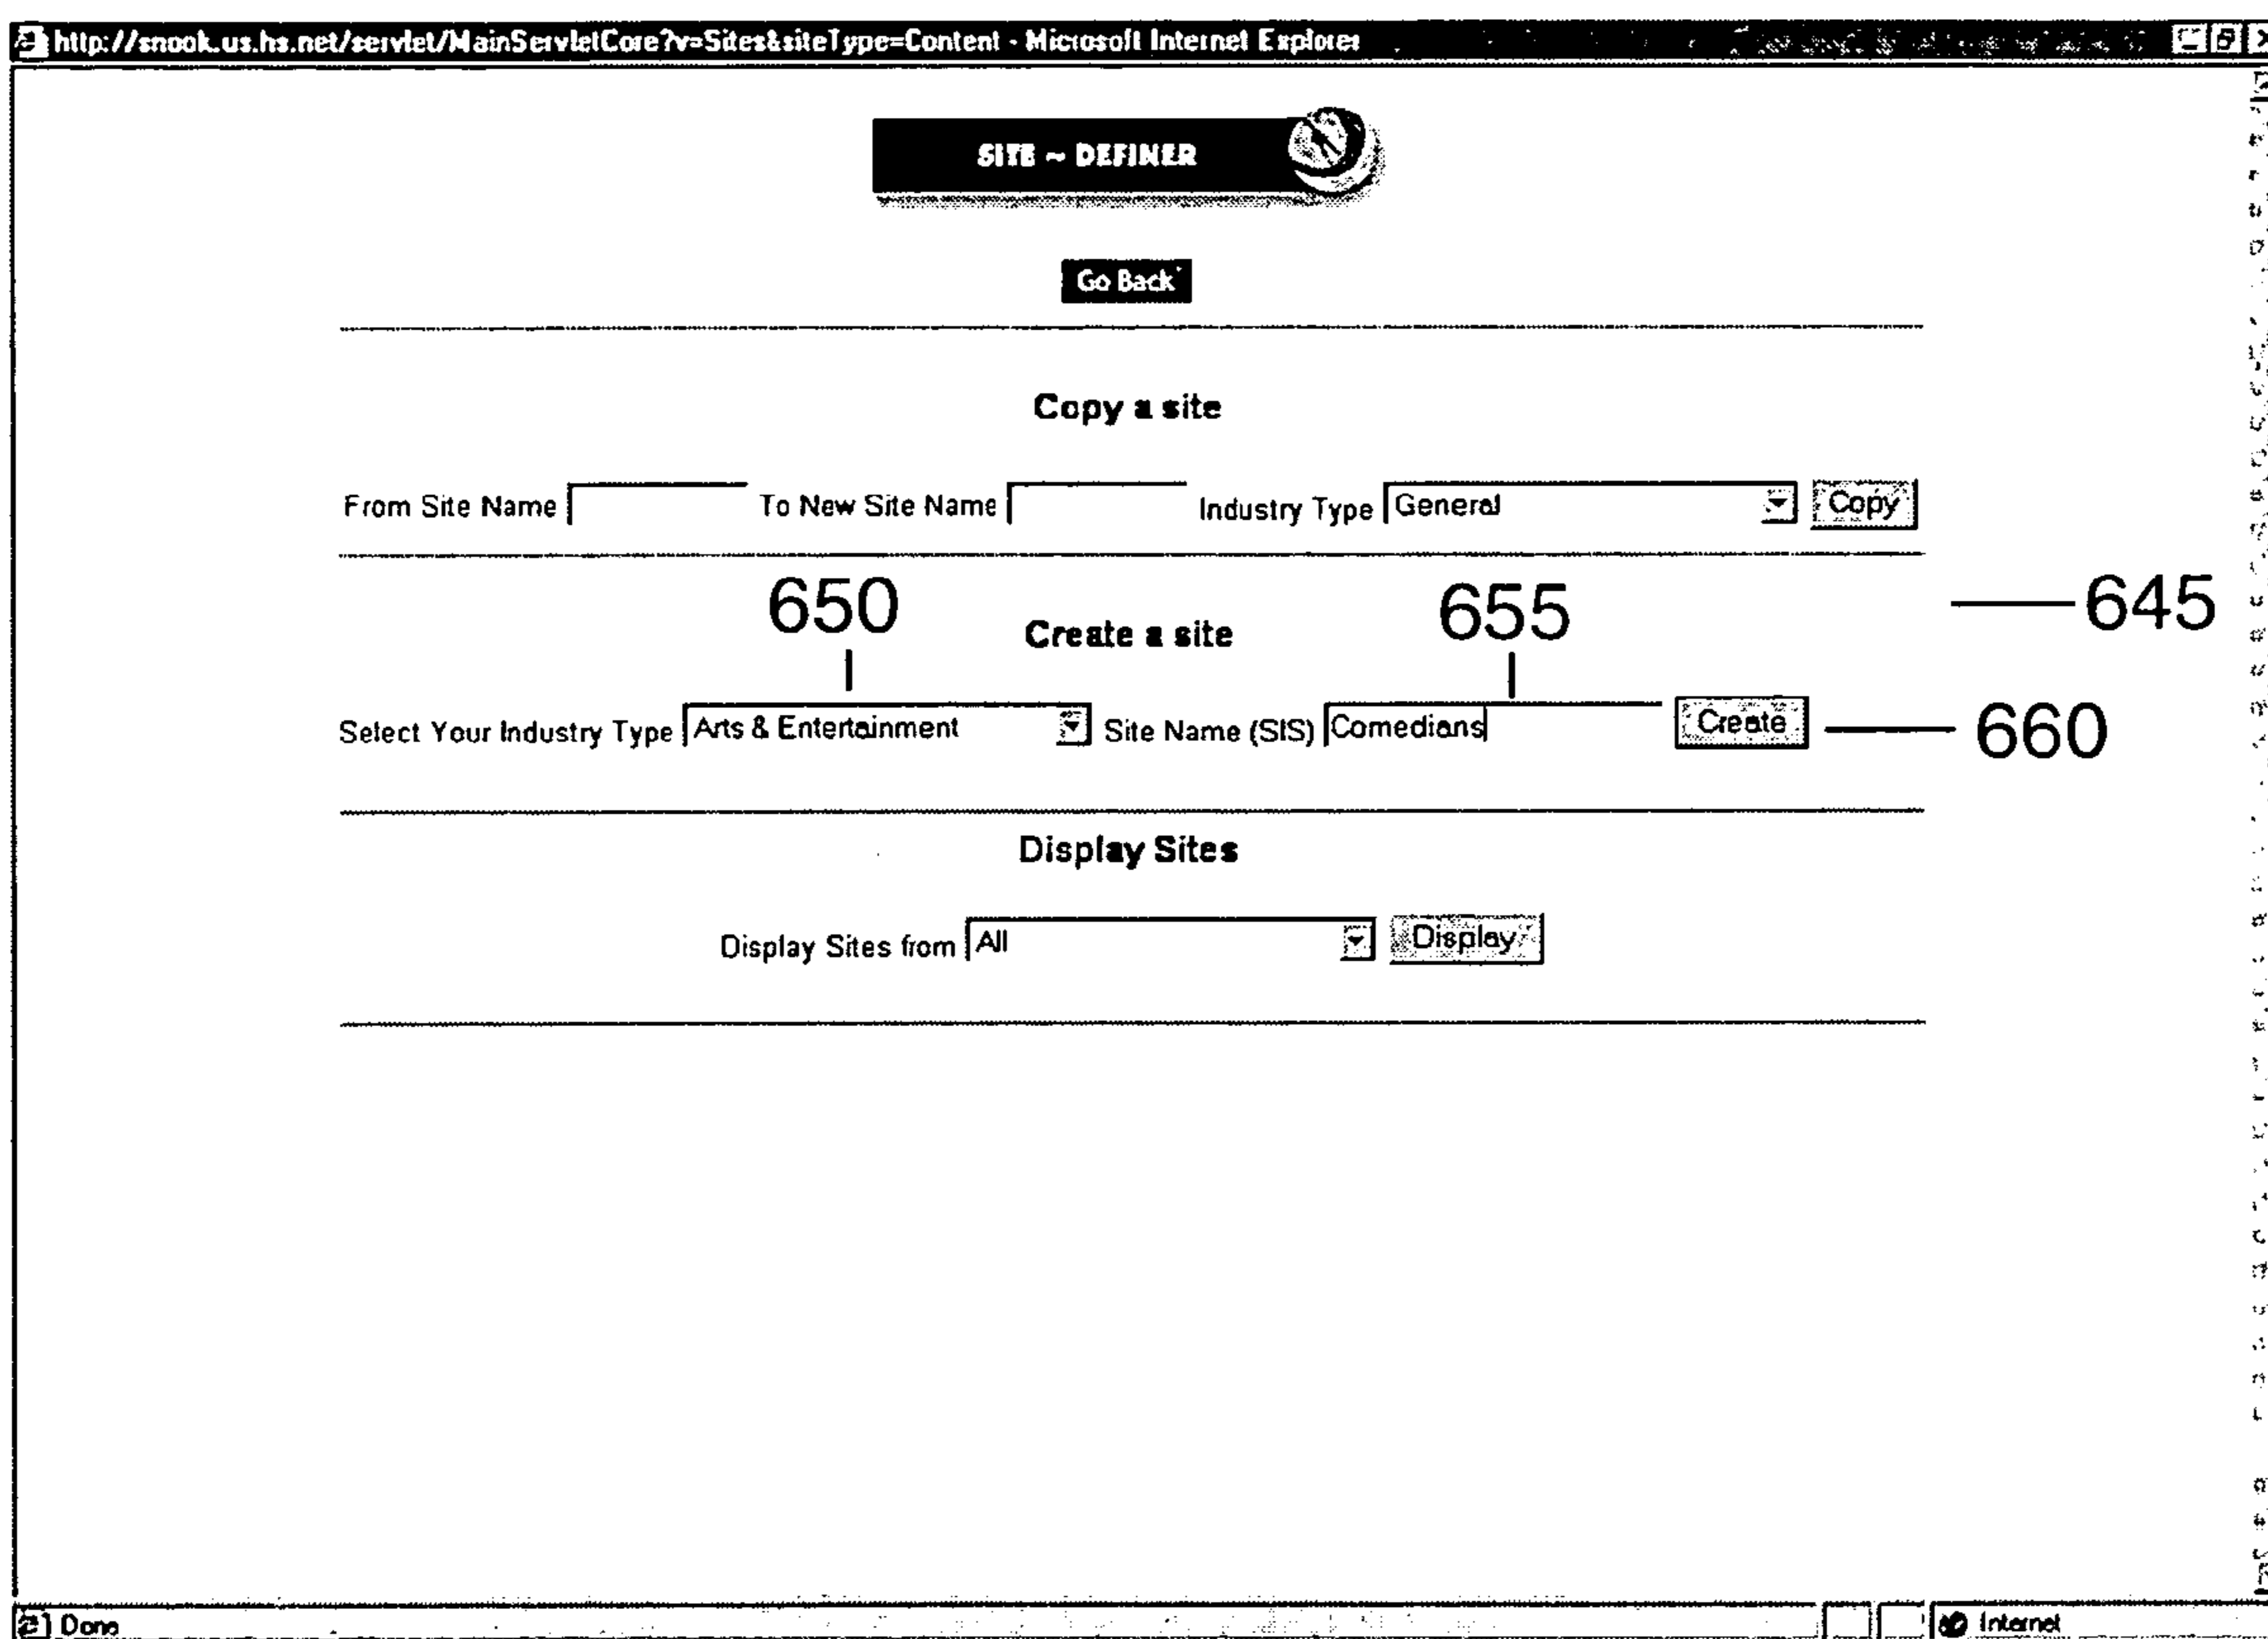 http://snook.us.hs.net/servlet/MainServletCore?v=Sites&siteType=Content - Microsoft Internet Explorer
SITE ~ DEFINER
Go Back
Copy a site
From Site Name To New Site Name Industry Type General Copy
650 655 645
Create a site
Select Your Industry Type Arts & Entertainment Site Name (SIS) Comedians Create 660
Display Sites
Display Sites from All Display
Done Internet